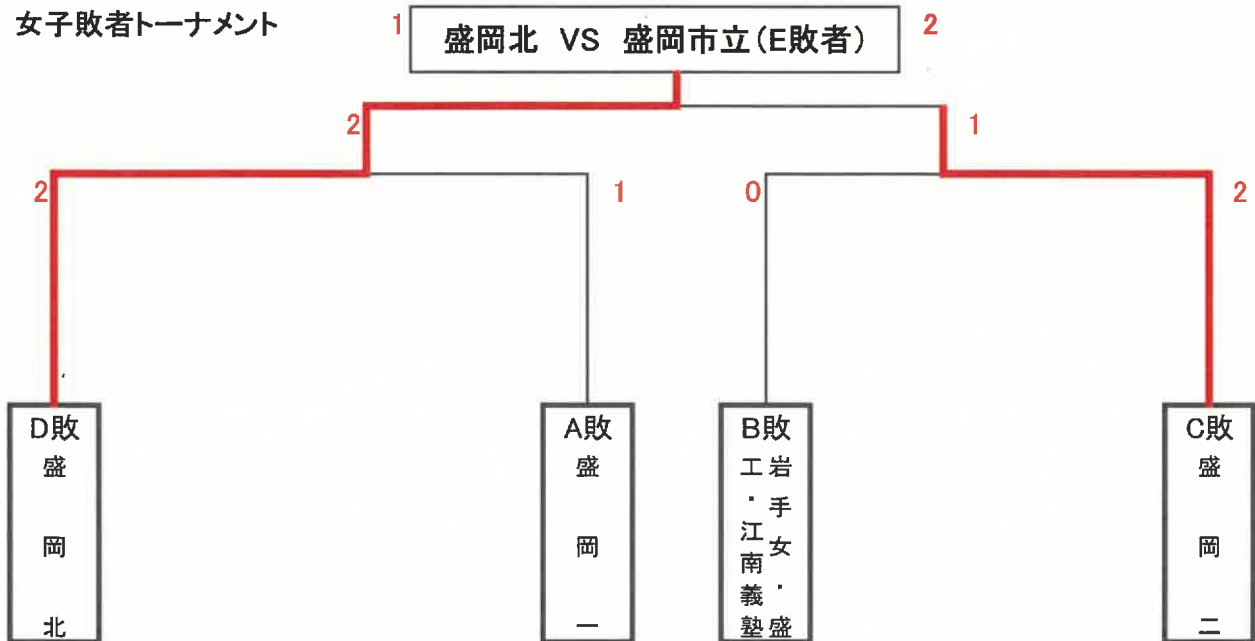 女子敗者トーナメント
1 盛岡北 VS 盛岡市立(E敗者) 2
2 1
2 1 0 2
D敗
盛岡北
A敗
盛岡一
B敗
岩手女・盛
工・江南義塾
C敗
盛岡二